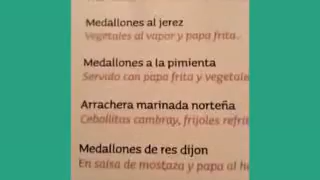 Medallones al jerez
Vegetales al vapor y papa frita.
Medallones a la pimienta
Servido con papa frita y vegetale
Arrachera marinada norteña
Cebollitas cambray, frijoles refrit
Medallones de res dijon
En salsa de mostaza y papa al h